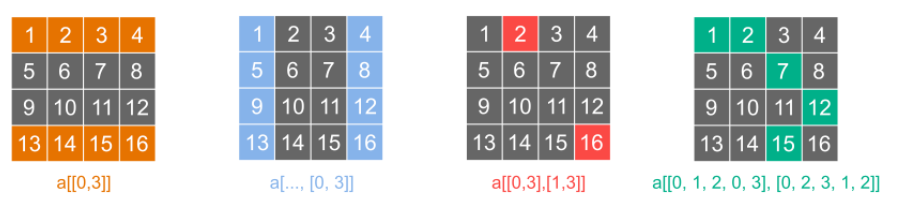 1 2 3 4 1 2 3 4 1 2 3 4 1 2 3 4
5 6 7 8 5 6 7 8 5 6 7 8 5 6 7 8
9 10 11 12 9 10 11 12 9 10 11 12 9 10 11 12
13 14 15 16 13 14 15 16 13 14 15 16 13 14 15 16
a[[0,3]] a[..., [0, 3]] a[[0,3],[1,3]] a[[0, 1, 2, 0, 3], [0, 2, 3, 1, 2]]